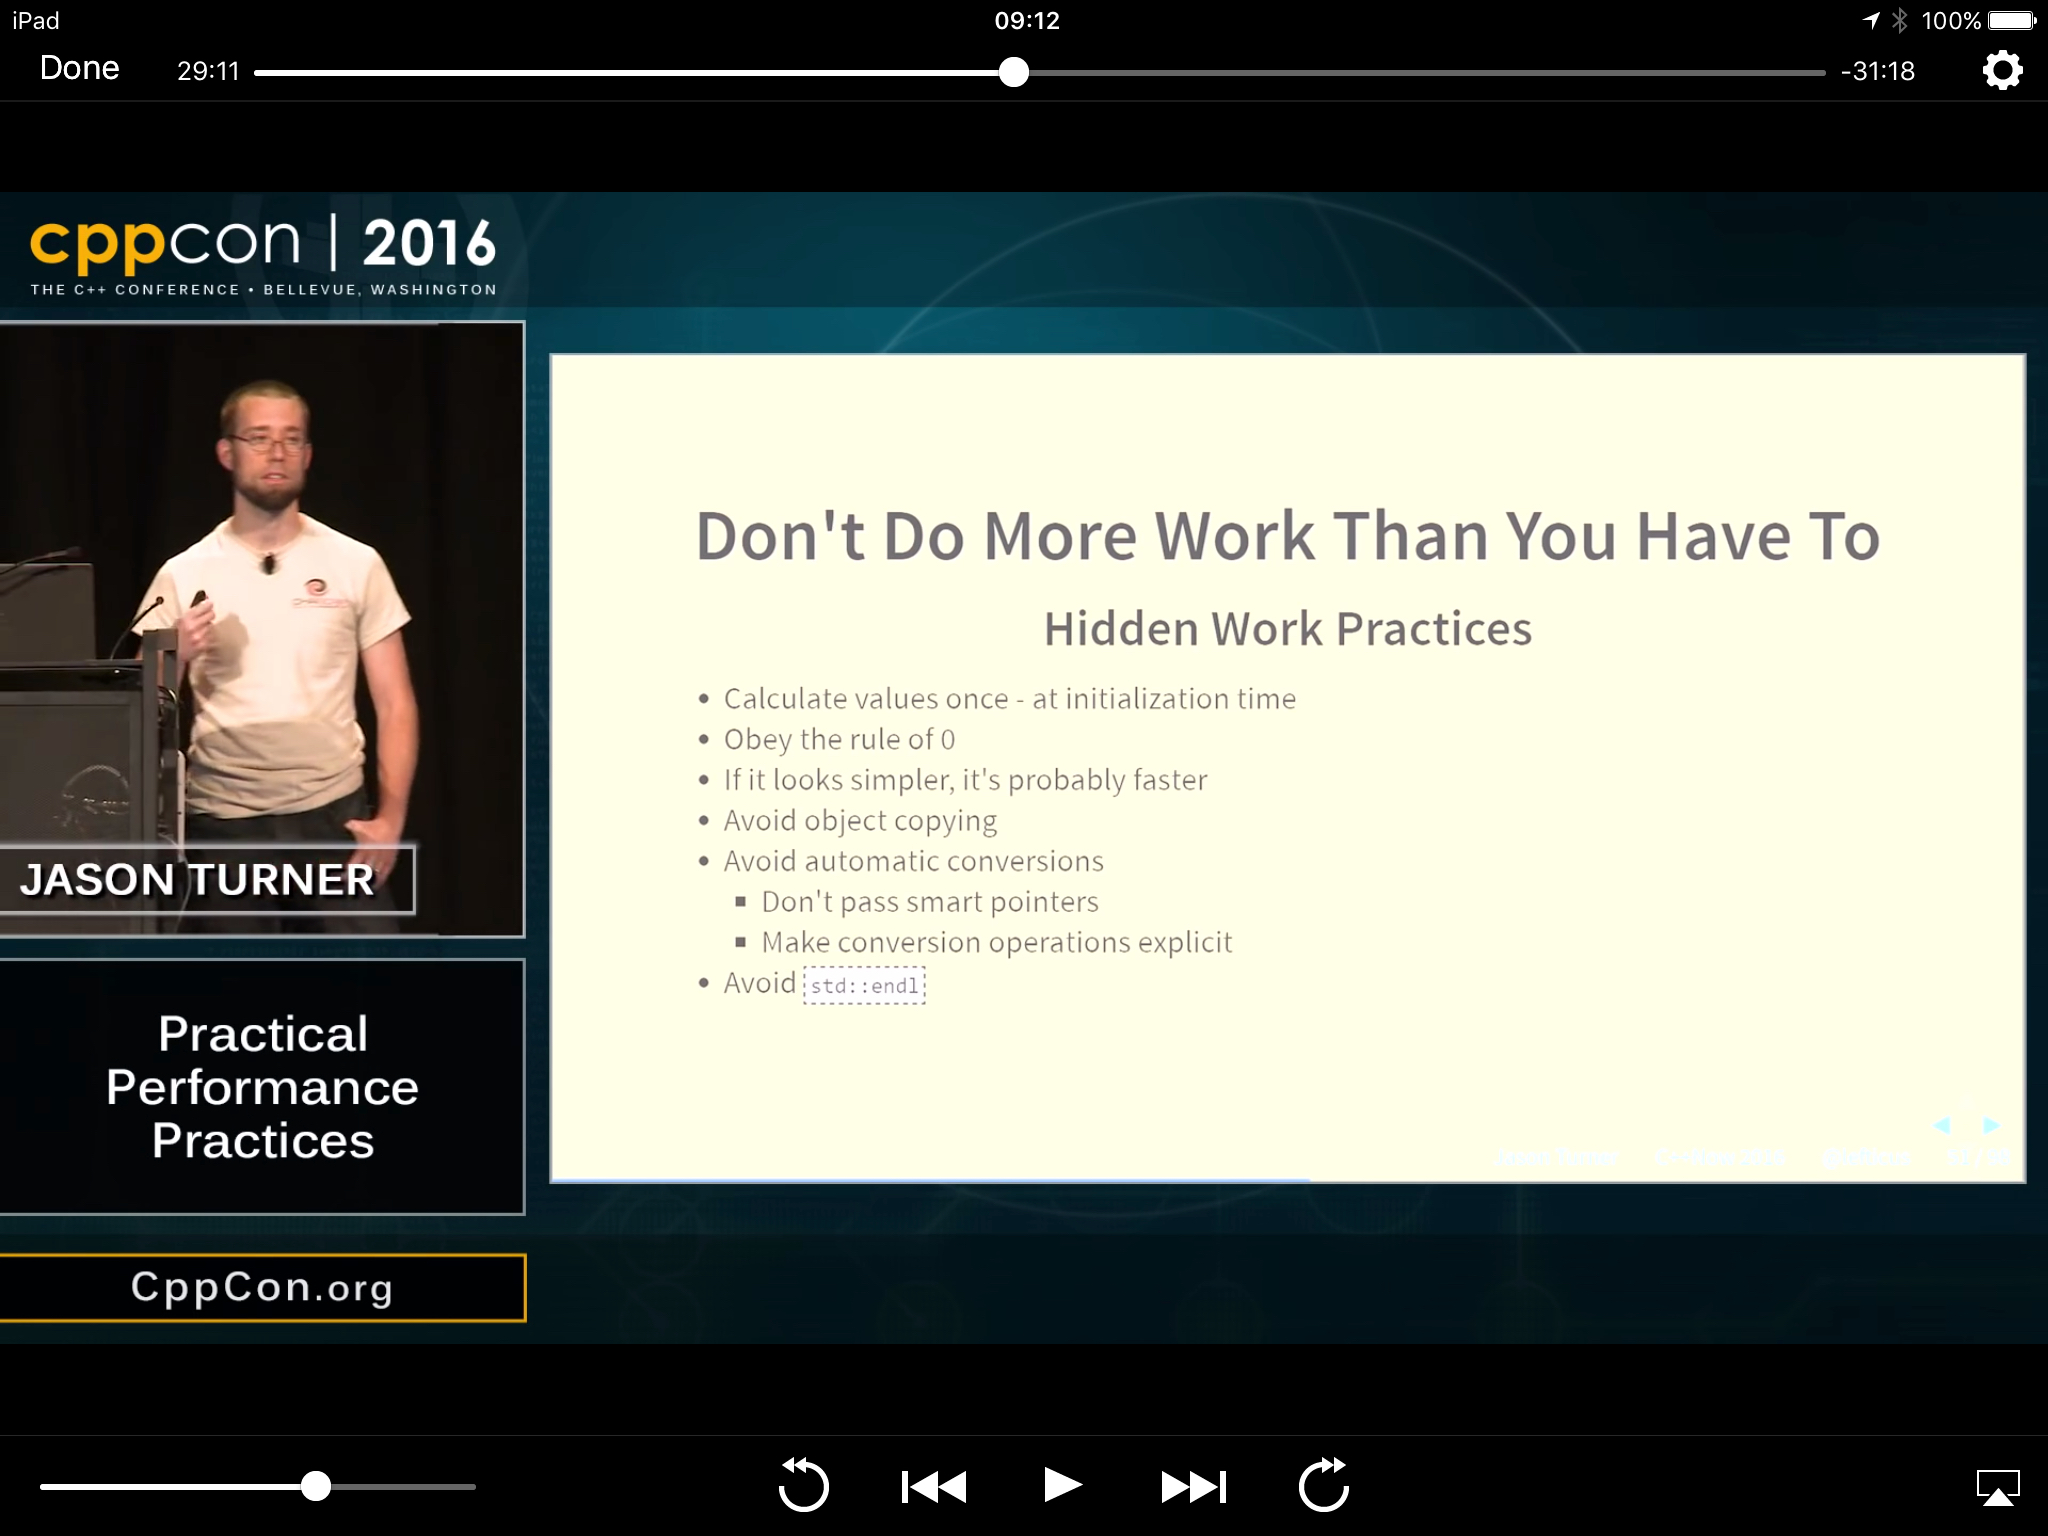 iPad
09:12
100%
Done
29:11
-31:18
cppcon | 2016
THE C++ CONFERENCE • BELLEVUE, WASHINGTON
JASON TURNER
Practical
Performance
Practices
CppCon.org
Don't Do More Work Than You Have To
Hidden Work Practices
• Calculate values once - at initialization time
• Obey the rule of 0
• If it looks simpler, it's probably faster
• Avoid object copying
• Avoid automatic conversions
▪ Don't pass smart pointers
▪ Make conversion operations explicit
• Avoid std::endl
Jason Turner